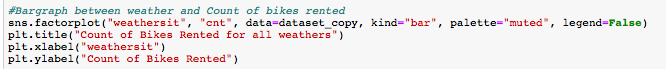 #Bargraph between weather and Count of bikes rented
sns.factorplot("weathersit", "cnt", data=dataset_copy, kind="bar", palette="muted", legend=False)
plt.title("Count of Bikes Rented for all weathers")
plt.xlabel("weathersit")
plt.ylabel("Count of Bikes Rented")